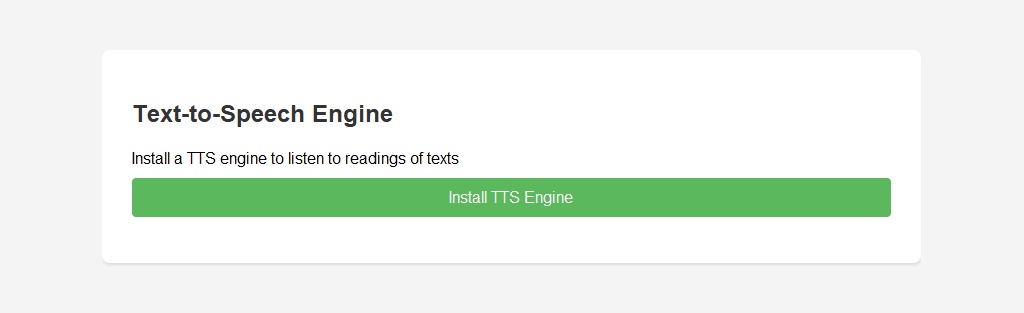 Text-to-Speech Engine
Install a TTS engine to listen to readings of texts
Install TTS Engine